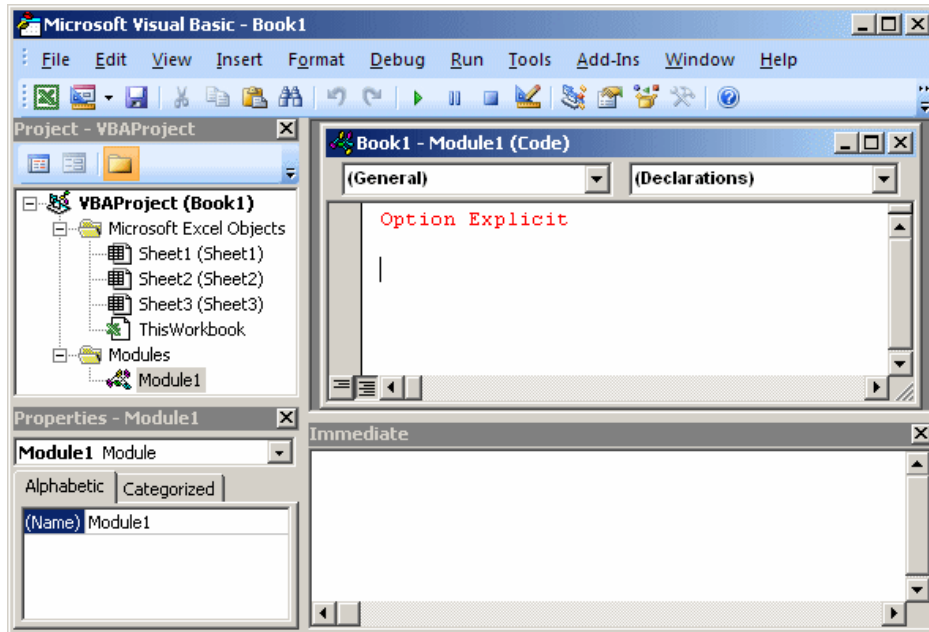 Microsoft Visual Basic - Book1
File Edit View Insert Format Debug Run Tools Add-Ins Window Help
Project - VBAProject
VBAProject (Book1)
Microsoft Excel Objects
Sheet1 (Sheet1)
Sheet2 (Sheet2)
Sheet3 (Sheet3)
ThisWorkbook
Modules
Module1
Properties - Module1
Module1 Module
Alphabetic Categorized
(Name) Module1
Book1 - Module1 (Code)
(General) (Declarations)
Option Explicit
Immediate